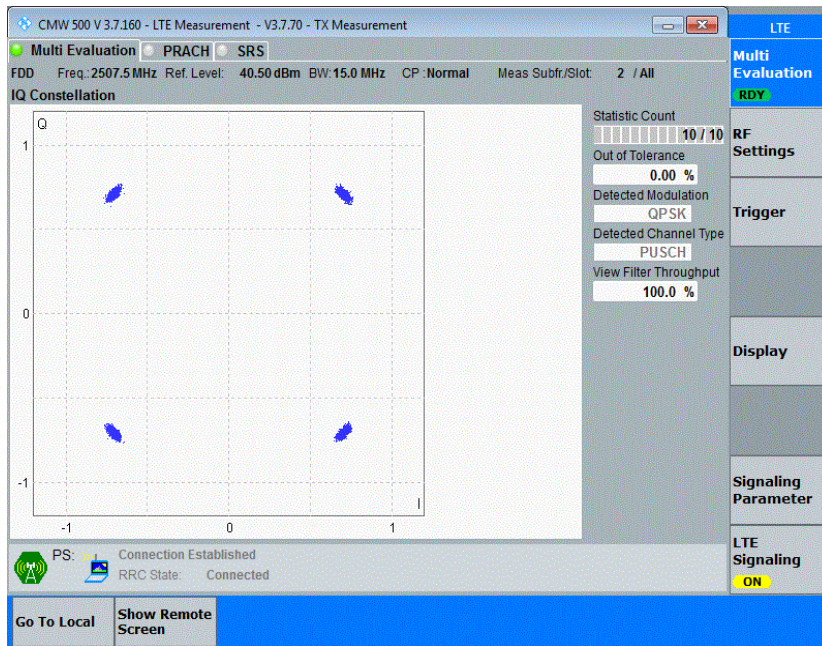 CMW 500 V 3.7.160 - LTE Measurement - V3.7.70 - TX Measurement
LTE
Multi Evaluation PRACH SRS
Multi
Evaluation
RDY
FDD Freq.: 2507.5 MHz Ref. Level: 40.50 dBm BW: 15.0 MHz CP : Normal Meas Subfr./Slot: 2 / All
IQ Constellation
Q
1
0
-1
I
-1 0 1
Statistic Count
10 / 10
Out of Tolerance
0.00 %
Detected Modulation
QPSK
Detected Channel Type
PUSCH
View Filter Throughput
100.0 %
RF
Settings
Trigger
Display
Signaling
Parameter
LTE
Signaling
ON
PS: Connection Established
RRC State: Connected
Go To Local
Show Remote
Screen